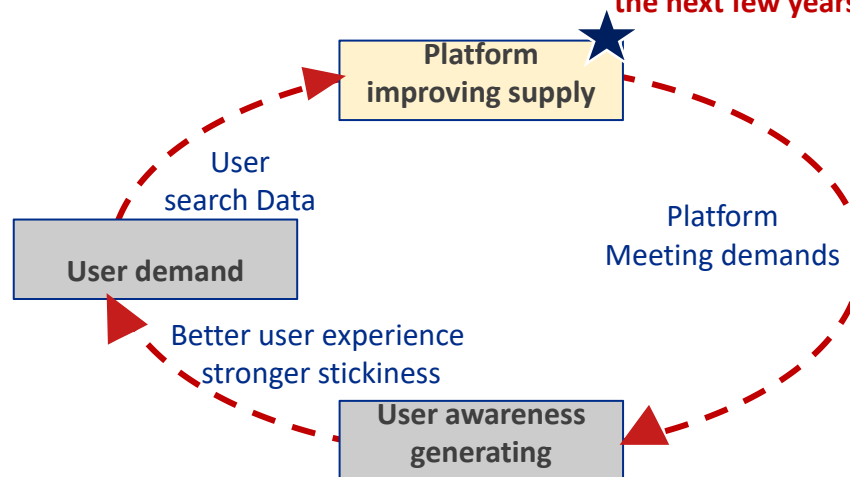 the next few years
Platform
improving supply
User
search Data
Platform
Meeting demands
User demand
Better user experience
stronger stickiness
User awareness
generating